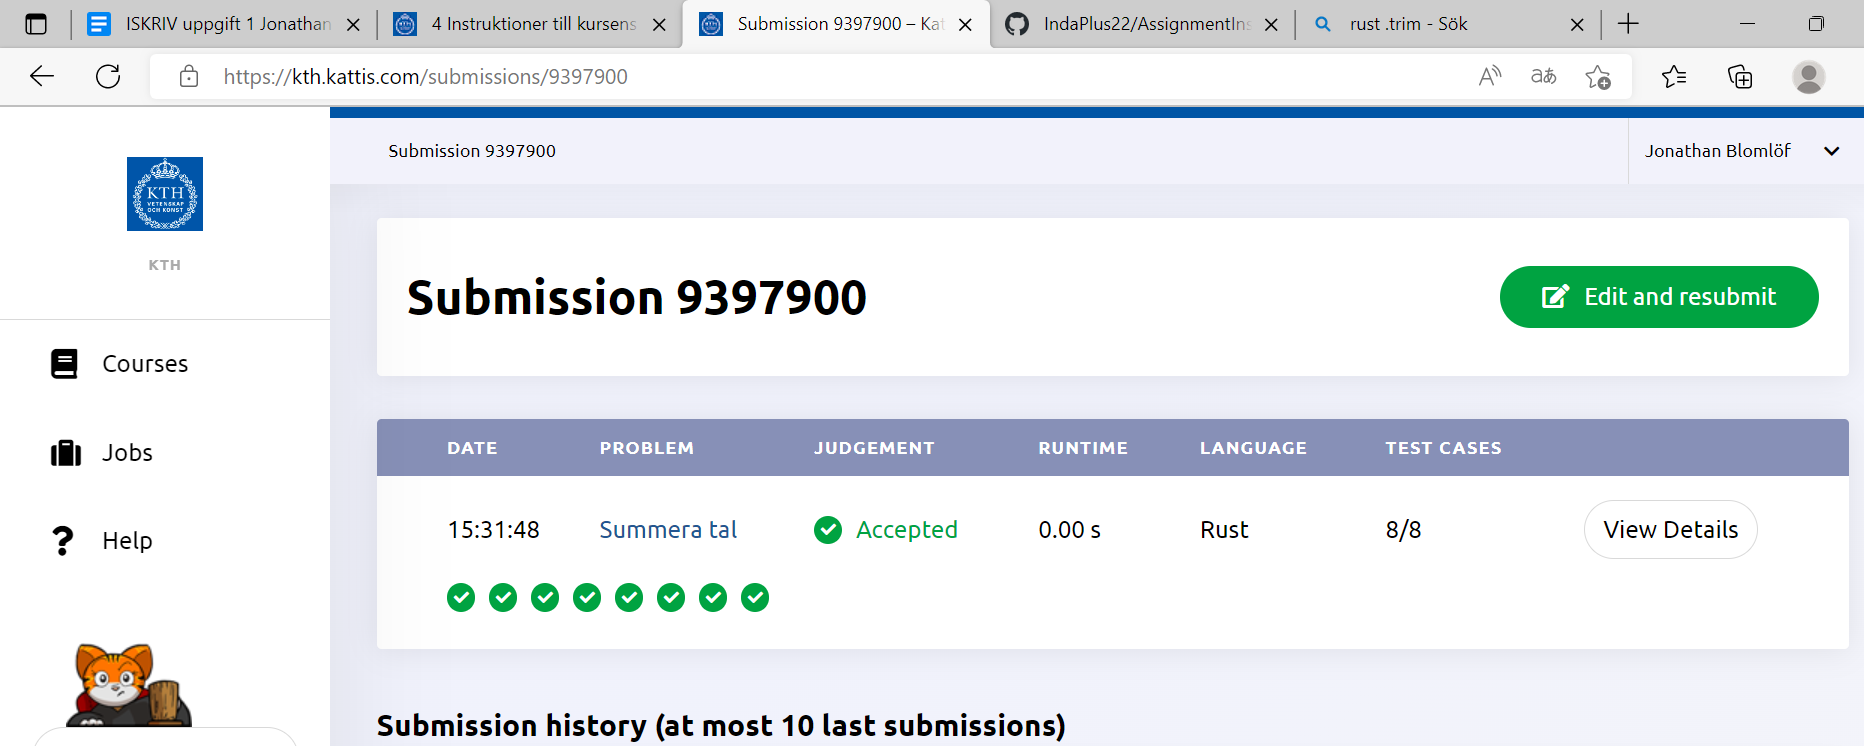 ISKRIV uppgift 1 Jonathan
4 Instruktioner till kursens
Submission 9397900 – Kat
IndaPlus22/AssignmentIns
rust .trim - Sök
https://kth.kattis.com/submissions/9397900
aあ
KTH
VETENSKAP
OCH KONST
KTH
Submission 9397900
Jonathan Blomlöf
Submission 9397900
Edit and resubmit
Courses
Jobs
Help
DATE PROBLEM JUDGEMENT RUNTIME LANGUAGE TEST CASES
15:31:48 Summera tal Accepted 0.00 s Rust 8/8 View Details
Submission history (at most 10 last submissions)